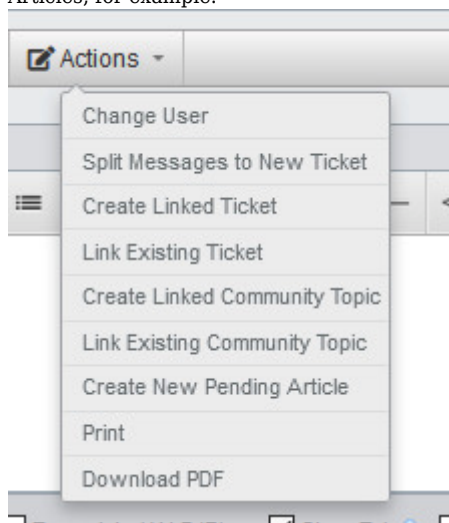 Articles, for example.
Actions
Change User
Split Messages to New Ticket
Create Linked Ticket
Link Existing Ticket
Create Linked Community Topic
Link Existing Community Topic
Create New Pending Article
Print
Download PDF